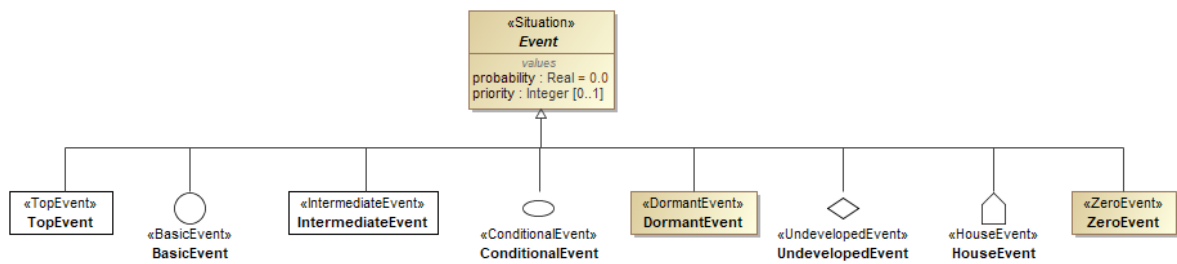 «Situation»
Event
values
probability : Real = 0.0
priority : Integer [0..1]
«TopEvent»
TopEvent
«BasicEvent»
BasicEvent
«IntermediateEvent»
IntermediateEvent
«ConditionalEvent»
ConditionalEvent
«DormantEvent»
DormantEvent
«UndevelopedEvent»
UndevelopedEvent
«HouseEvent»
HouseEvent
«ZeroEvent»
ZeroEvent